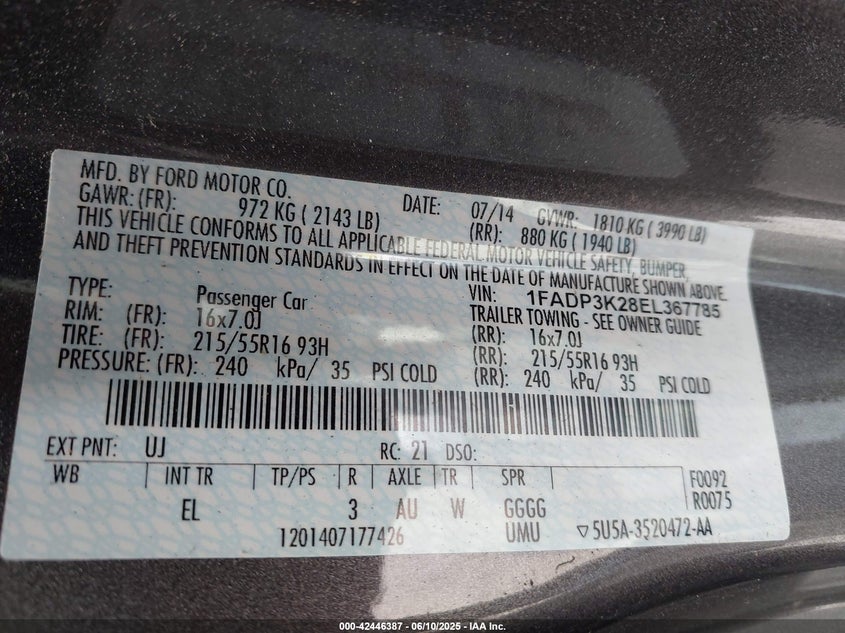 MFD. BY FORD MOTOR CO. DATE: 07/14 GVWR: 1810 KG ( 3990 LB)
GAWR: (FR): 972 KG ( 2143 LB) (RR): 880 KG ( 1940 LB)
THIS VEHICLE CONFORMS TO ALL APPLICABLE FEDERAL MOTOR VEHICLE SAFETY, BUMPER,
AND THEFT PREVENTION STANDARDS IN EFFECT ON THE DATE OF MANUFACTURE SHOWN ABOVE.
VIN: 1FADP3K28EL367785
TYPE: Passenger Car TRAILER TOWING - SEE OWNER GUIDE
RIM: (FR): 16x7.0J (RR): 16x7.0J
TIRE: (FR): 215/55R16 93H (RR): 215/55R16 93H
PRESSURE: (FR): 240 kPa/ 35 PSI COLD (RR): 240 kPa/ 35 PSI COLD
EXT PNT: UJ RC: 21 DSO:
WB INT TR TP/PS R AXLE TR SPR F0092
EL 3 AU W GGGG R0075
1201407177426 UMU ▽5U5A-3520472-AA
000-42446387 - 06/10/2025 - IAA Inc.